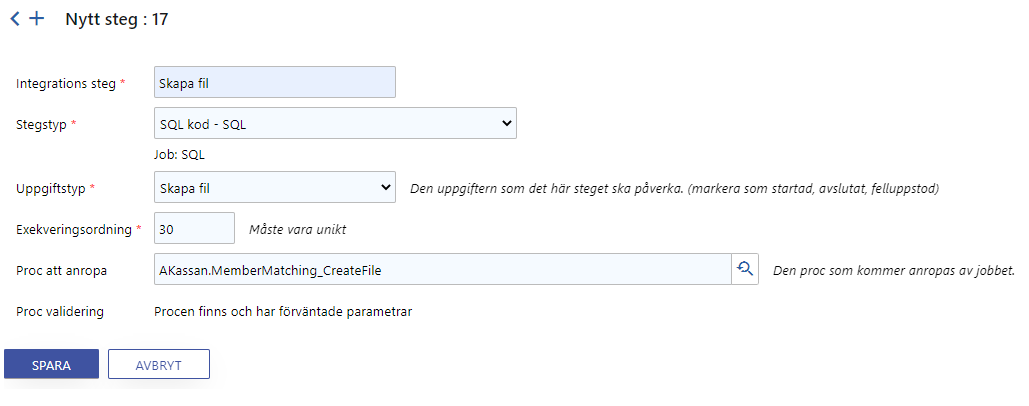 Nytt steg : 17
Integrations steg * Skapa fil
Stegstyp * SQL kod - SQL
Job: SQL
Uppgiftstyp * Skapa fil Den uppgiftern som det här steget ska påverka. (markera som startad, avslutat, felluppstod)
Exekveringsordning * 30 Måste vara unikt
Proc att anropa AKassan.MemberMatching_CreateFile Den proc som kommer anropas av jobbet.
Proc validering Procen finns och har förväntade parametrar
SPARA AVBRYT